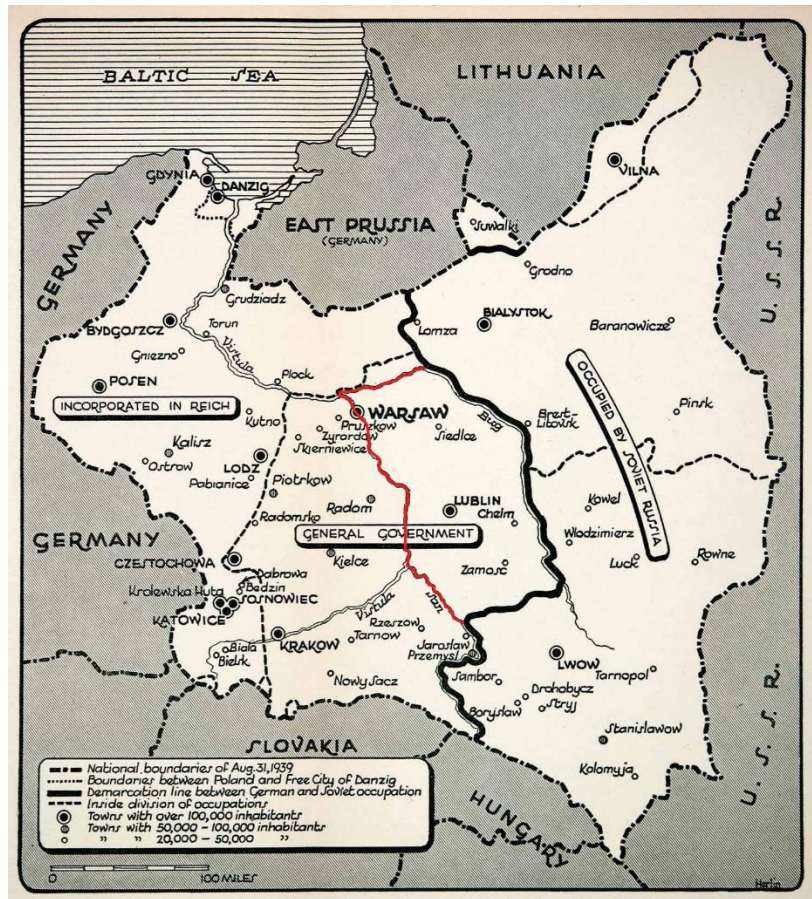 BALTIC SEA
LITHUANIA
GDYNIA
DANZIG
VILNA
EAST PRUSSIA
(GERMANY)
Suwalki
GERMANY
U. S. S. R.
Grodno
Grudziadz
BIALYSTOK
Lomza
Baranowicze
BYDGOSZCZ
Torun
Vistula
Gniezno
Plock
POSEN
INCORPORATED IN REICH
WARSAW
Bug
Pinsk
Kutno
Pruszkow
Siedlce
Brest-
Litovsk
Zyrardow
Skierniewice
OCCUPIED BY SOVIET RUSSIA
Kalisz
Ostrow
LODZ
Pabianice
Piotrkow
Radom
LUBLIN
Chelm
Kowel
Radomsko
GENERAL GOVERNMENT
Wlodzimierz
GERMANY
CZESTOCHOWA
Kielce
Zamosc
Luck
Rowne
Dabrowa
Bedzin
Krolewska Huta
SOSNOWIEC
KATOWICE
Vistula
San
Rzeszow
KRAKOW
Tarnow
Jaroslaw
Przemysl
LWOW
Biala
Bielsk
Tarnopol
Sambor
Nowy Sacz
Drohobycz
Boryslaw
Stryj
Stanislawow
U. S. S. R.
SLOVAKIA
Kolomyja
HUNGARY
National boundaries of Aug. 31, 1939
Boundaries between Poland and Free City of Danzig
Demarcation line between German and Soviet occupation
Inside division of occupations
Towns with over 100,000 inhabitants
Towns with 50,000 - 100,000 inhabitants
" " 20,000 - 50,000 "
0 100 MILES